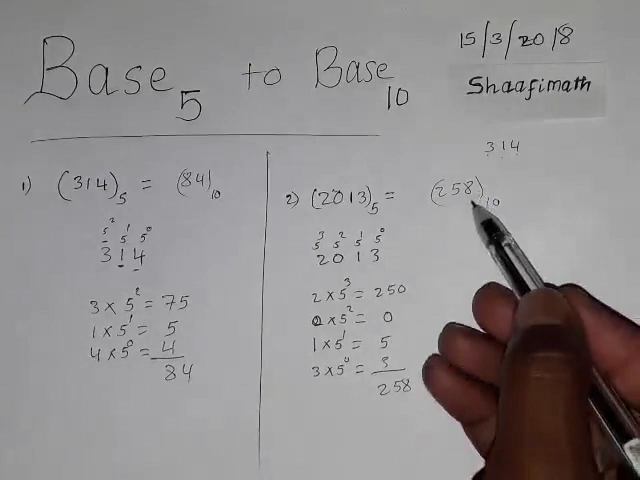 Base₅ to Base₁₀
15/3/2018
Shaafimath
314
1) (314)₅ = (84)₁₀
5² 5¹ 5⁰
3 1 4
3 × 5² = 75
1 × 5¹ = 5
4 × 5⁰ = 4
84
2) (2013)₅ = (258)₁₀
5³ 5² 5¹ 5⁰
2 0 1 3
2 × 5³ = 250
0 × 5² = 0
1 × 5¹ = 5
3 × 5⁰ = 3
258